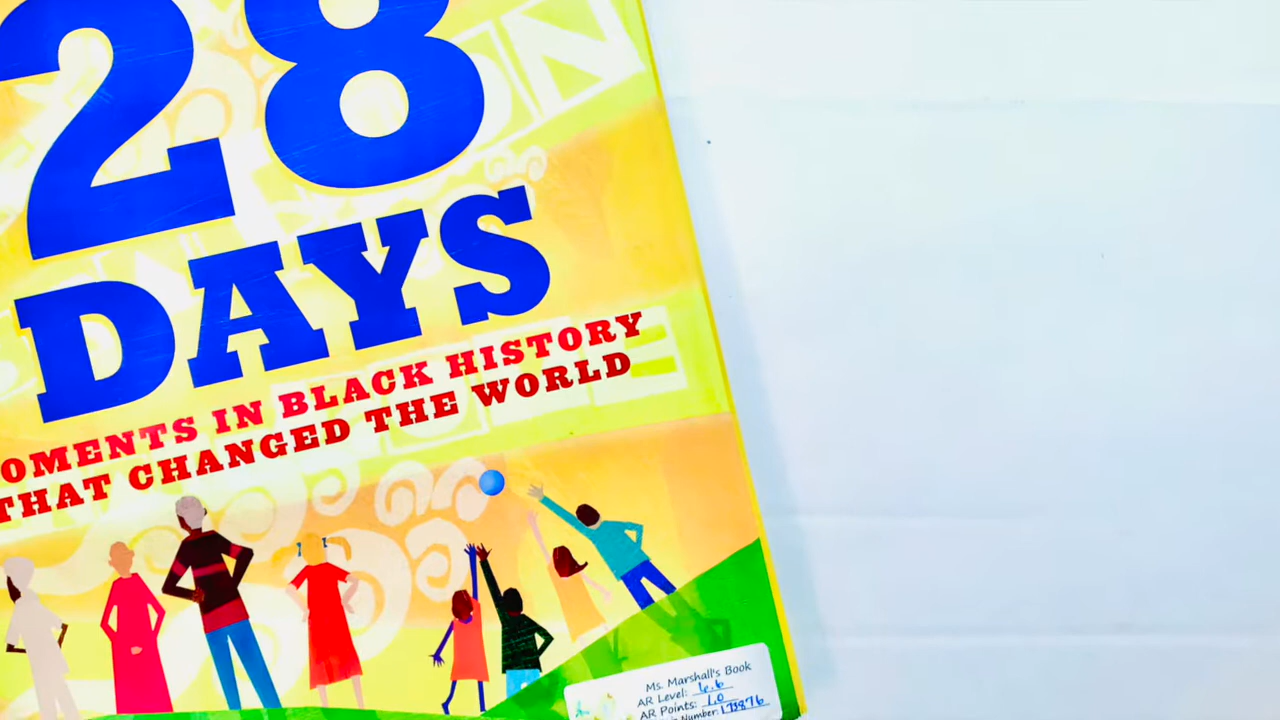 28
DAYS
OMENTS IN BLACK HISTORY
THAT CHANGED THE WORLD
Ms. Marshall's Book
AR Level: 6.6
AR Points: 1.0
Number: 173876